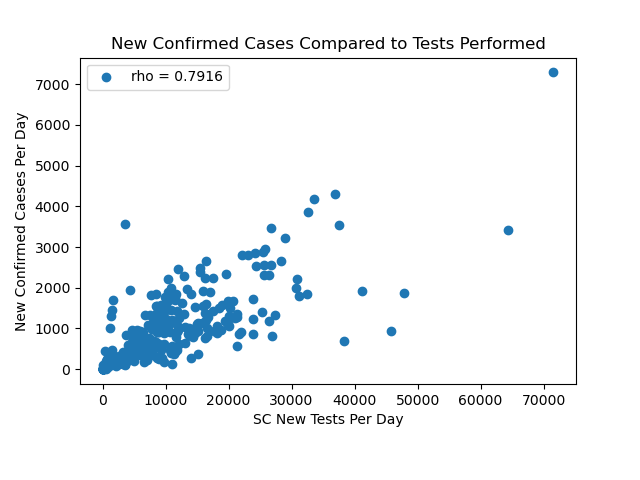 New Confirmed Cases Compared to Tests Performed
rho = 0.7916
New Confirmed Caeses Per Day
7000
6000
5000
4000
3000
2000
1000
0
0 10000 20000 30000 40000 50000 60000 70000
SC New Tests Per Day